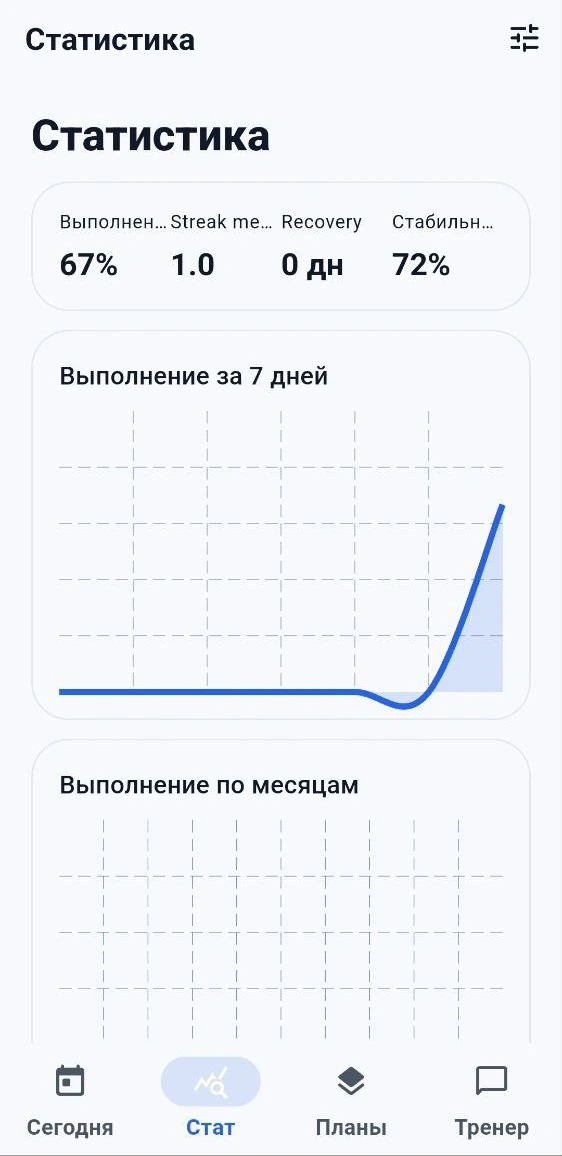 Статистика
Статистика
Выполнен... Streak me... Recovery Стабильн...
67% 1.0 0 дн 72%
Выполнение за 7 дней
Выполнение по месяцам
Сегодня Стат Планы Тренер